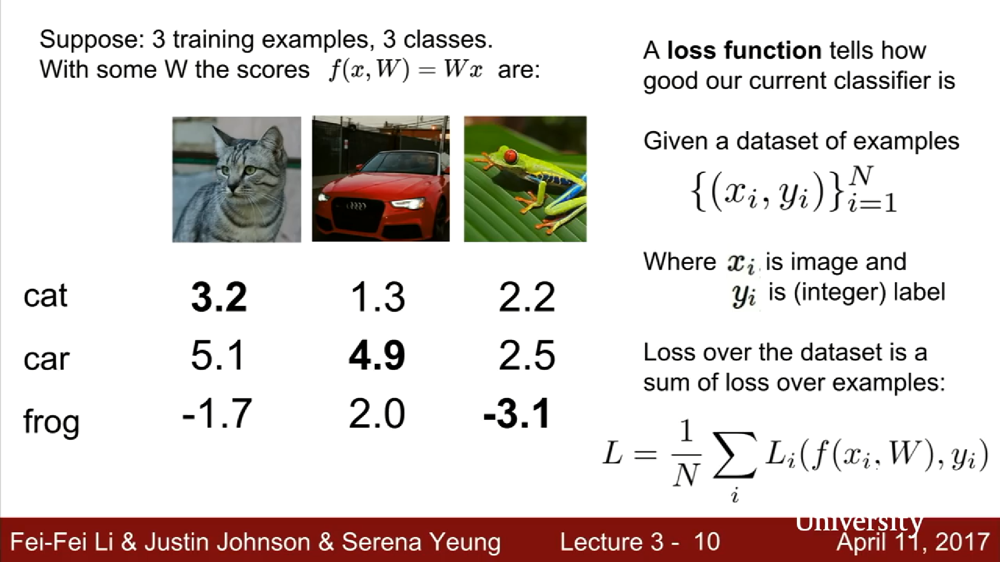 Suppose: 3 training examples, 3 classes.
With some W the scores f(x, W) = Wx are:
cat 3.2 1.3 2.2
car 5.1 4.9 2.5
frog -1.7 2.0 -3.1
A loss function tells how
good our current classifier is
Given a dataset of examples
{(x_i, y_i)}_{i=1}^N
Where x_i is image and
y_i is (integer) label
Loss over the dataset is a
sum of loss over examples:
L = \frac{1}{N} \sum_i L_i(f(x_i, W), y_i)
University
Fei-Fei Li & Justin Johnson & Serena Yeung Lecture 3 - 10 April 11, 2017